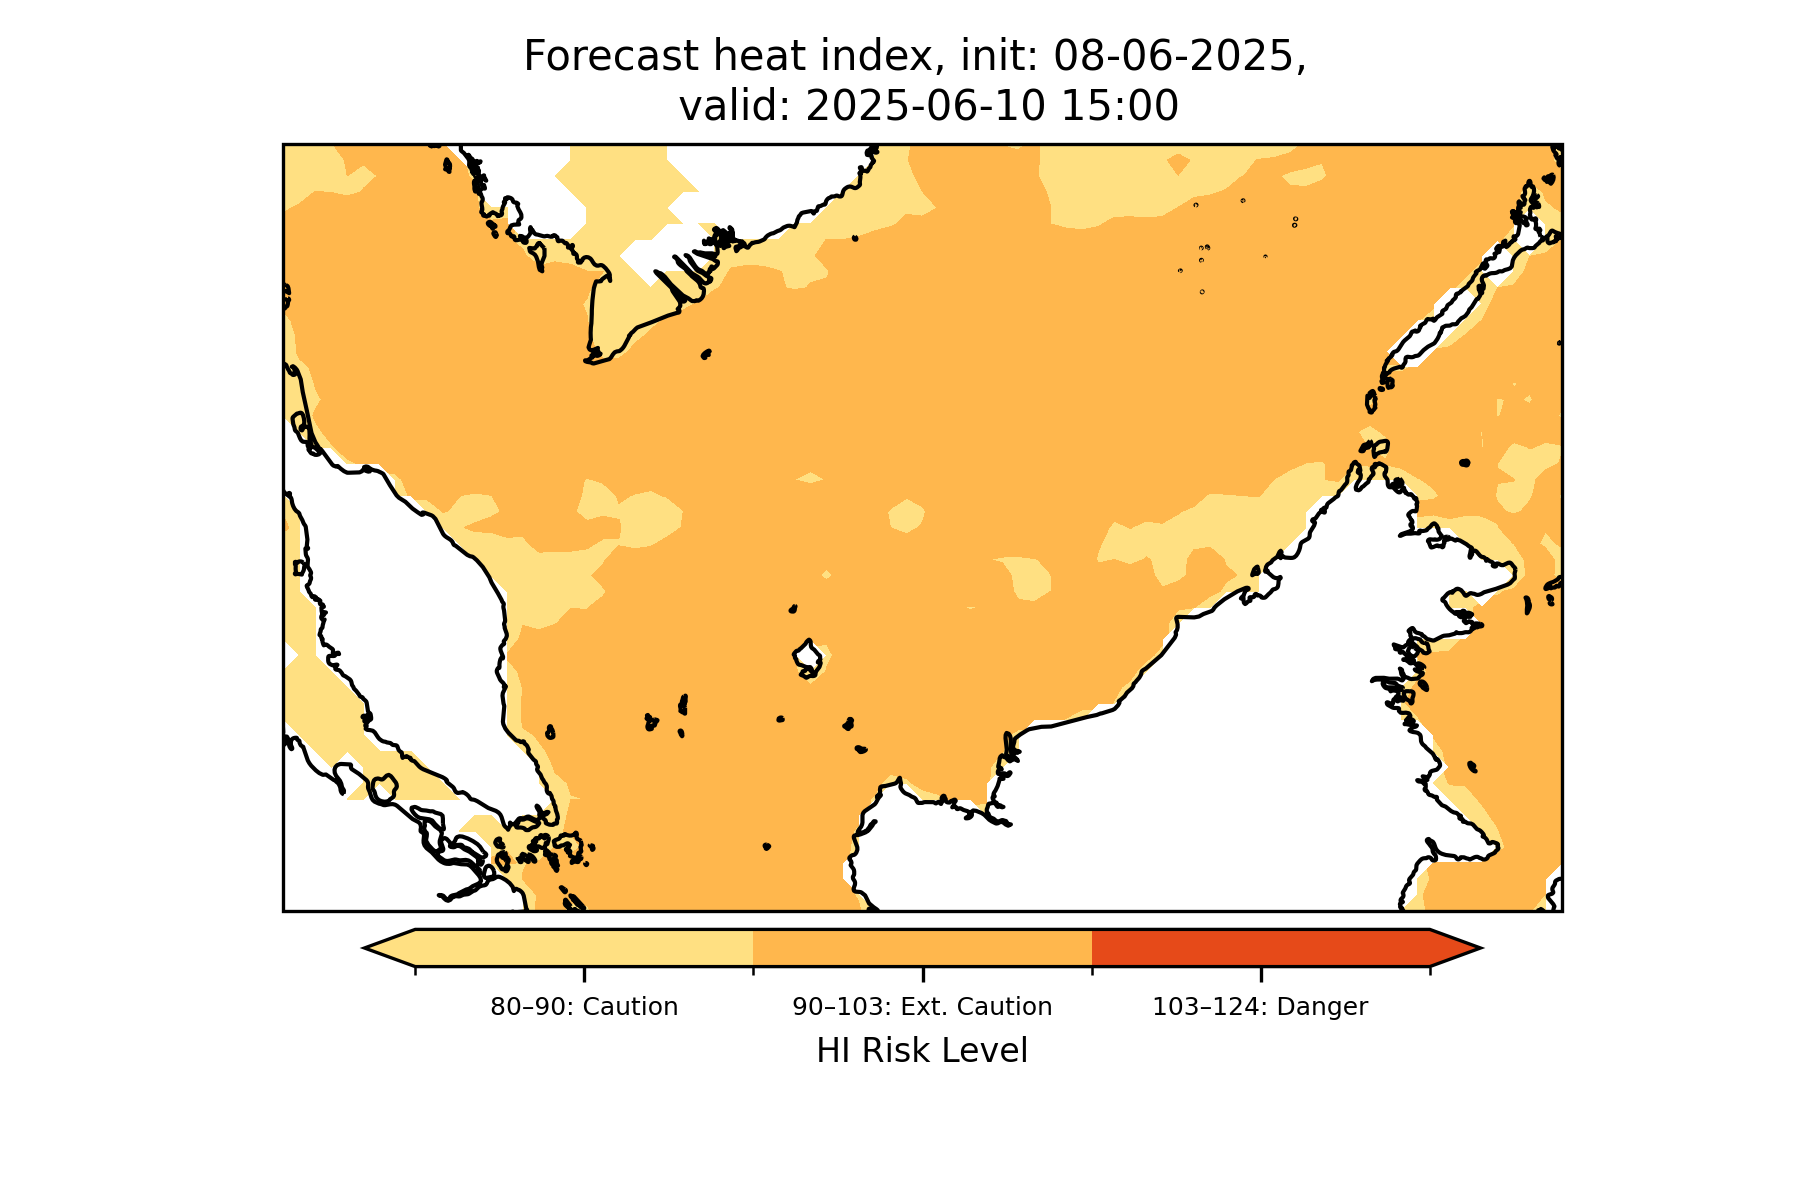 Forecast heat index, init: 08-06-2025,
valid: 2025-06-10 15:00
80–90: Caution
90–103: Ext. Caution
103–124: Danger
HI Risk Level